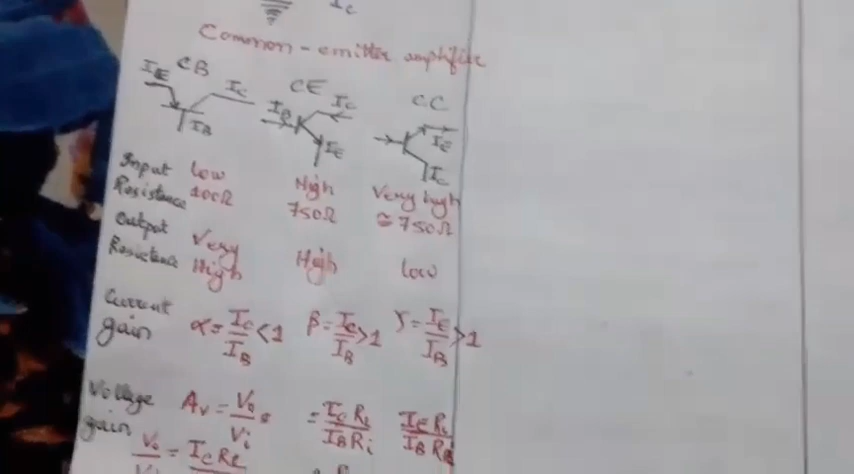 Ic
Common-emitter amplifier
CB CE CC
IE Ic IB
IB Ic IE
IE Ic
Input Resistance Low 100Ω High 750Ω Very high ≅750Ω
Output Resistance Very High High low
Current gain α=Ic/IB<1 β=Ic/IB>1 γ=IE/IB>1
Voltage gain Av=Vo/Vi =IcRL/IBRi
Vo/Vi = IcRL